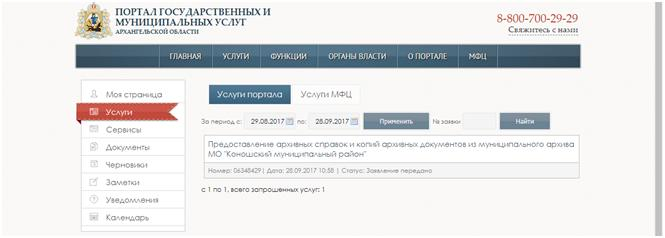 ПОРТАЛ ГОСУДАРСТВЕННЫХ И
МУНИЦИПАЛЬНЫХ УСЛУГ
АРХАНГЕЛЬСКОЙ ОБЛАСТИ
8-800-700-29-29
Свяжитесь с нами
ГЛАВНАЯ УСЛУГИ ФУНКЦИИ ОРГАНЫ ВЛАСТИ О ПОРТАЛЕ МФЦ
Моя страница
Услуги
Сервисы
Документы
Черновики
Заметки
Уведомления
Календарь
Услуги портала Услуги МФЦ
За период с: 29.08.2017 по: 28.09.2017 Применить № заявки Найти
Предоставление архивных справок и копий архивных документов из муниципального архива
МО "Коношский муниципальный район"
Номер: 06348429| Дата: 28.09.2017 10:58 | Статус: Заявление передано
с 1 по 1, всего запрошенных услуг: 1